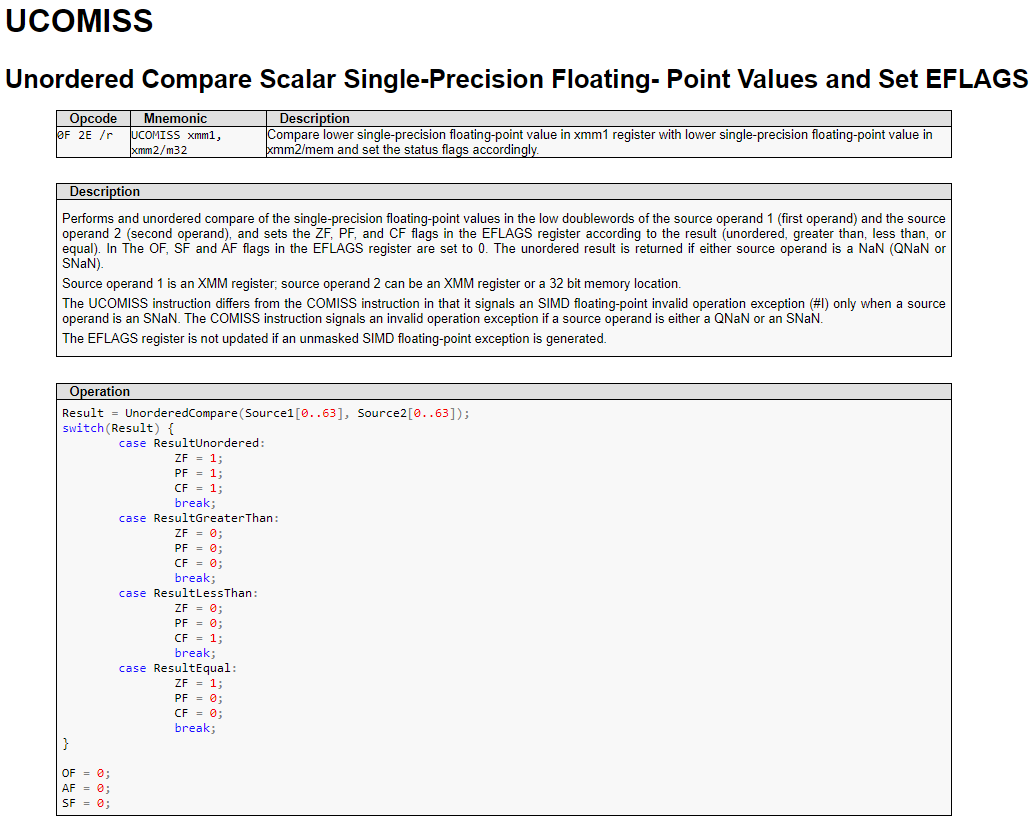 UCOMISS
Unordered Compare Scalar Single-Precision Floating- Point Values and Set EFLAGS
Opcode Mnemonic Description
0F 2E /r UCOMISS xmm1, xmm2/m32 Compare lower single-precision floating-point value in xmm1 register with lower single-precision floating-point value in
xmm2/mem and set the status flags accordingly.
Description
Performs and unordered compare of the single-precision floating-point values in the low doublewords of the source operand 1 (first operand) and the source
operand 2 (second operand), and sets the ZF, PF, and CF flags in the EFLAGS register according to the result (unordered, greater than, less than, or
equal). In The OF, SF and AF flags in the EFLAGS register are set to 0. The unordered result is returned if either source operand is a NaN (QNaN or
SNaN).
Source operand 1 is an XMM register; source operand 2 can be an XMM register or a 32 bit memory location.
The UCOMISS instruction differs from the COMISS instruction in that it signals an SIMD floating-point invalid operation exception (#I) only when a source
operand is an SNaN. The COMISS instruction signals an invalid operation exception if a source operand is either a QNaN or an SNaN.
The EFLAGS register is not updated if an unmasked SIMD floating-point exception is generated.
Operation
Result = UnorderedCompare(Source1[0..63], Source2[0..63]);
switch(Result) {
case ResultUnordered:
ZF = 1;
PF = 1;
CF = 1;
break;
case ResultGreaterThan:
ZF = 0;
PF = 0;
CF = 0;
break;
case ResultLessThan:
ZF = 0;
PF = 0;
CF = 1;
break;
case ResultEqual:
ZF = 1;
PF = 0;
CF = 0;
break;
}
OF = 0;
AF = 0;
SF = 0;